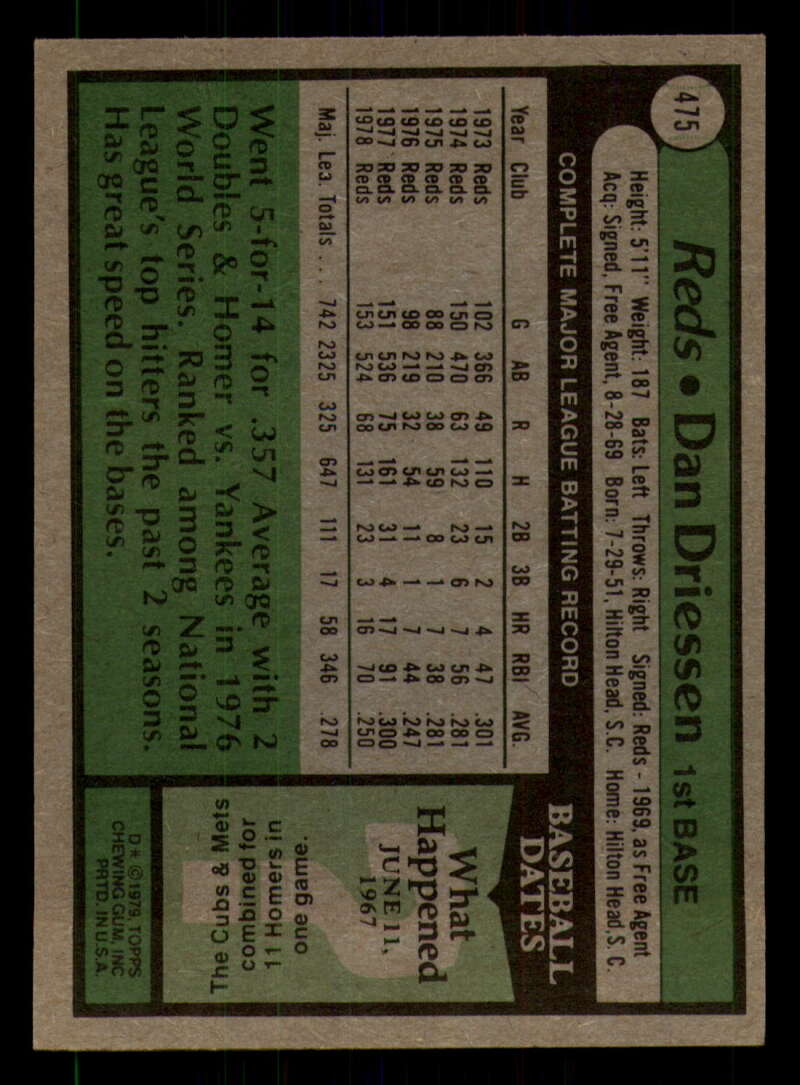 475
Reds • Dan Driessen 1st BASE
Height: 5'11" Weight: 187 Bats: Left Throws: Right Signed: Reds - 1969, as Free Agent
Acq: Signed, Free Agent, 8-28-69 Born: 7-29-51, Hilton Head, S.C. Home: Hilton Head, S. C.
COMPLETE MAJOR LEAGUE BATTING RECORD
Year Club G AB R H 2B 3B HR RBI AVG.
1973 Reds 102 366 49 110 15 2 4 47 .301
1974 Reds 150 470 63 132 23 6 7 56 .281
1975 Reds 88 210 38 59 8 1 7 38 .281
1976 Reds 98 219 32 54 11 1 7 44 .247
1977 Reds 151 536 75 161 31 4 17 91 .300
1978 Reds 153 524 68 131 23 3 16 70 .250
Maj. Lea. Totals . . . 742 2325 325 647 111 17 58 346 .278
Went 5-for-14 for .357 Average with 2
Doubles & Homer vs. Yankees in 1976
World Series. Ranked among National
League's top hitters the past 2 seasons.
Has great speed on the bases.
BASEBALL
DATES
What
Happened
JUNE 11,
1967
The Cubs & Mets
combined for
11 Homers in
one game.
D* © 1979, TOPPS
CHEWING GUM, INC
PRTD. IN U.S.A.